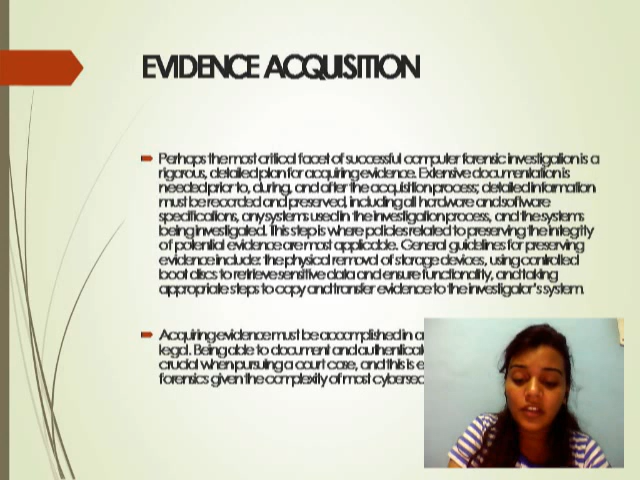 EVIDENCE ACQUISITION
Perhaps the most critical facet of successful computer forensic investigation is a
rigorous, detailed plan for acquiring evidence. Extensive documentation is
needed prior to, during, and after the acquisition process; detailed information
must be recorded and preserved, including all hardware and software
specifications, any systems used in the investigation process, and the systems
being investigated. This step is where policies related to preserving the integrity
of potential evidence are most applicable. General guidelines for preserving
evidence include: the physical removal of storage devices, using controlled
boot discs to retrieve sensitive data and ensure functionality, and taking
appropriate steps to copy and transfer evidence to the investigator's system.
Acquiring evidence must be accomplished in a
legal. Being able to document and authenticate
crucial when pursuing a court case, and this is e
forensics given the complexity of most cybersec